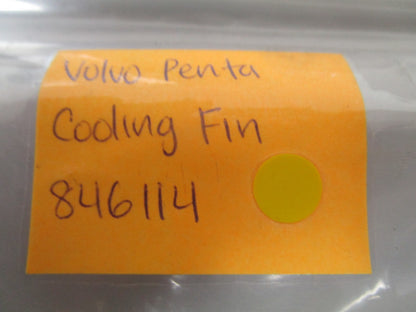 Volvo Penta
Cooling Fin
846114